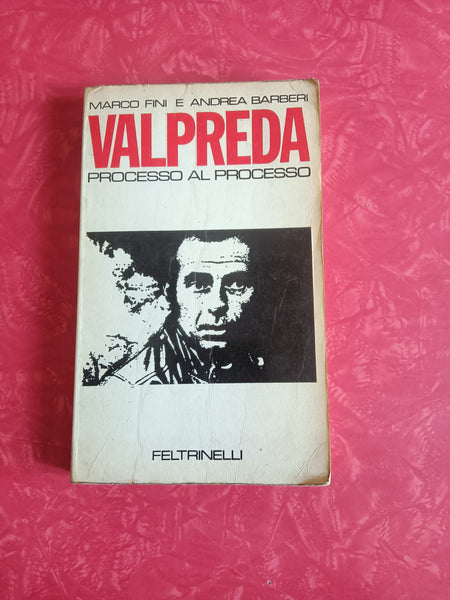 MARCO FINI E ANDREA BARBERI
VALPREDA
PROCESSO AL PROCESSO
FELTRINELLI